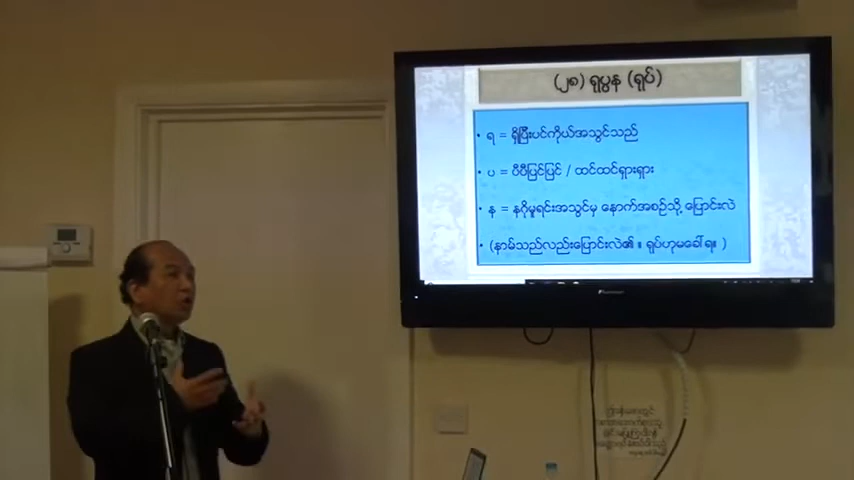 (၂၈) ရုပ္ပန (ရုပ်)
• ရ = ရှိပြီးပင်ကိုယ်အသွင်သည်
• ပ = ပီပီပြင်ပြင် / ထင်ထင်ရှားရှား
• န = နဂိုမူရင်းအသွင်မှ နောက်အစဉ်သို့ ပြောင်းလဲ
• (နာမ်သည်လည်းပြောင်းလဲ၏ ။ ရုပ်ဟုမခေါ်ရ။ )